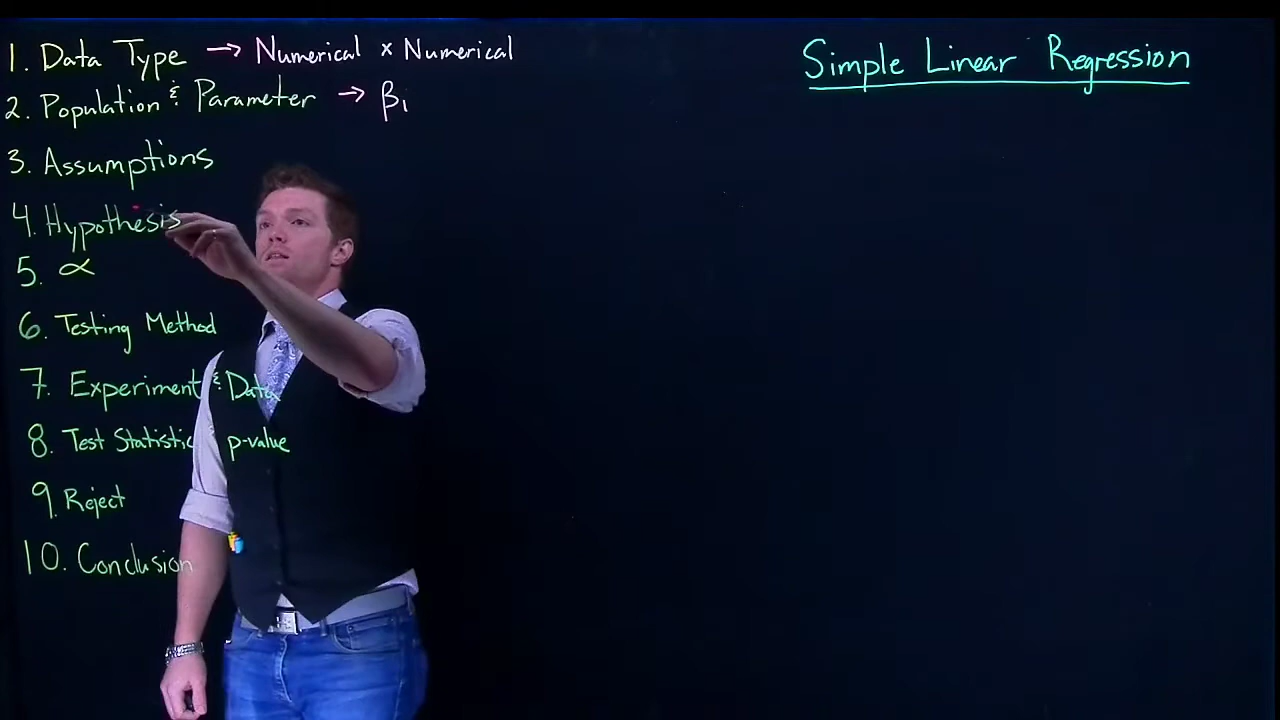 1. Data Type → Numerical x Numerical
2. Population & Parameter → β₁
3. Assumptions
4. Hypothesis
5. α
6. Testing Method
7. Experiment & Data
8. Test Statistic p-value
9. Reject
10. Conclusion
Simple Linear Regression